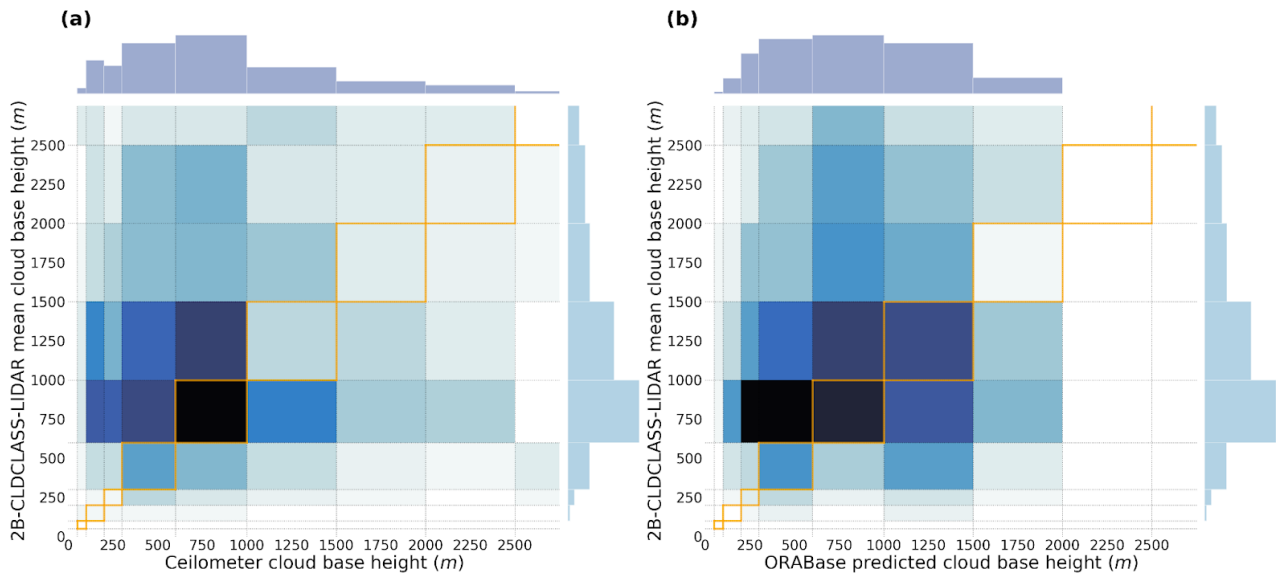 (a)
2B-CLDCLASS-LIDAR mean cloud base height (m)
2500
2250
2000
1750
1500
1250
1000
750
500
250
0
0 250 500 750 1000 1250 1500 1750 2000 2250 2500
Ceilometer cloud base height (m)
(b)
2B-CLDCLASS-LIDAR mean cloud base height (m)
2500
2250
2000
1750
1500
1250
1000
750
500
250
0
0 250 500 750 1000 1250 1500 1750 2000 2250 2500
ORABase predicted cloud base height (m)